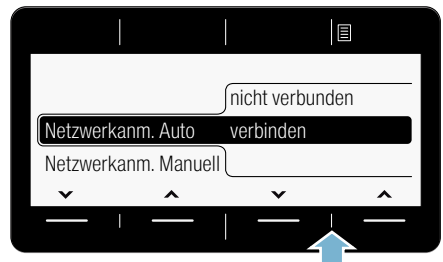 nicht verbunden
Netzwerkanm. Auto verbinden
Netzwerkanm. Manuell